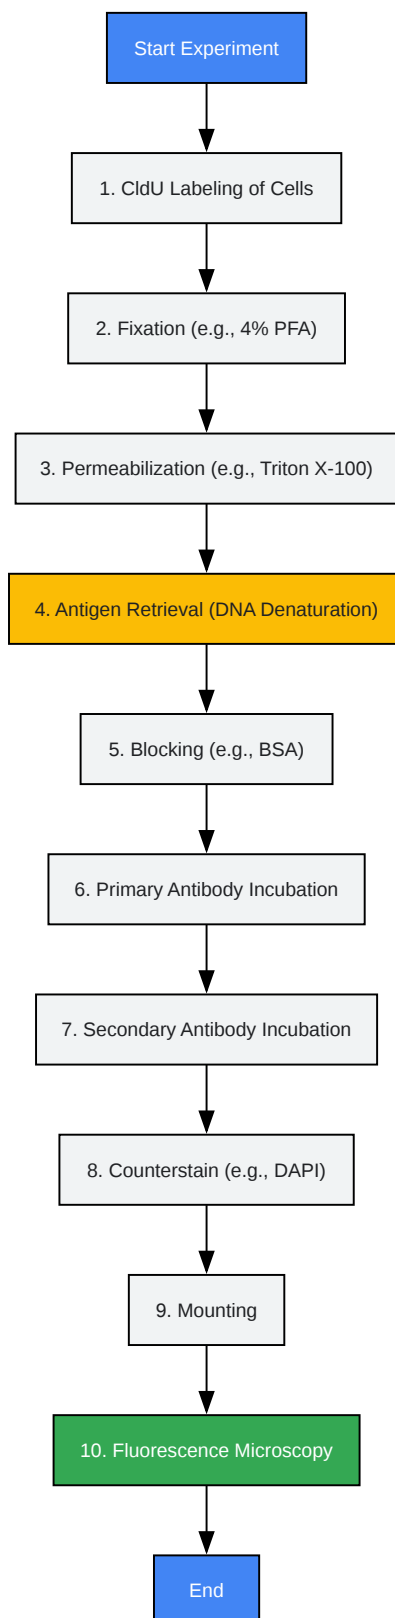 Start Experiment
1. CldU Labeling of Cells
2. Fixation (e.g., 4% PFA)
3. Permeabilization (e.g., Triton X-100)
4. Antigen Retrieval (DNA Denaturation)
5. Blocking (e.g., BSA)
6. Primary Antibody Incubation
7. Secondary Antibody Incubation
8. Counterstain (e.g., DAPI)
9. Mounting
10. Fluorescence Microscopy
End